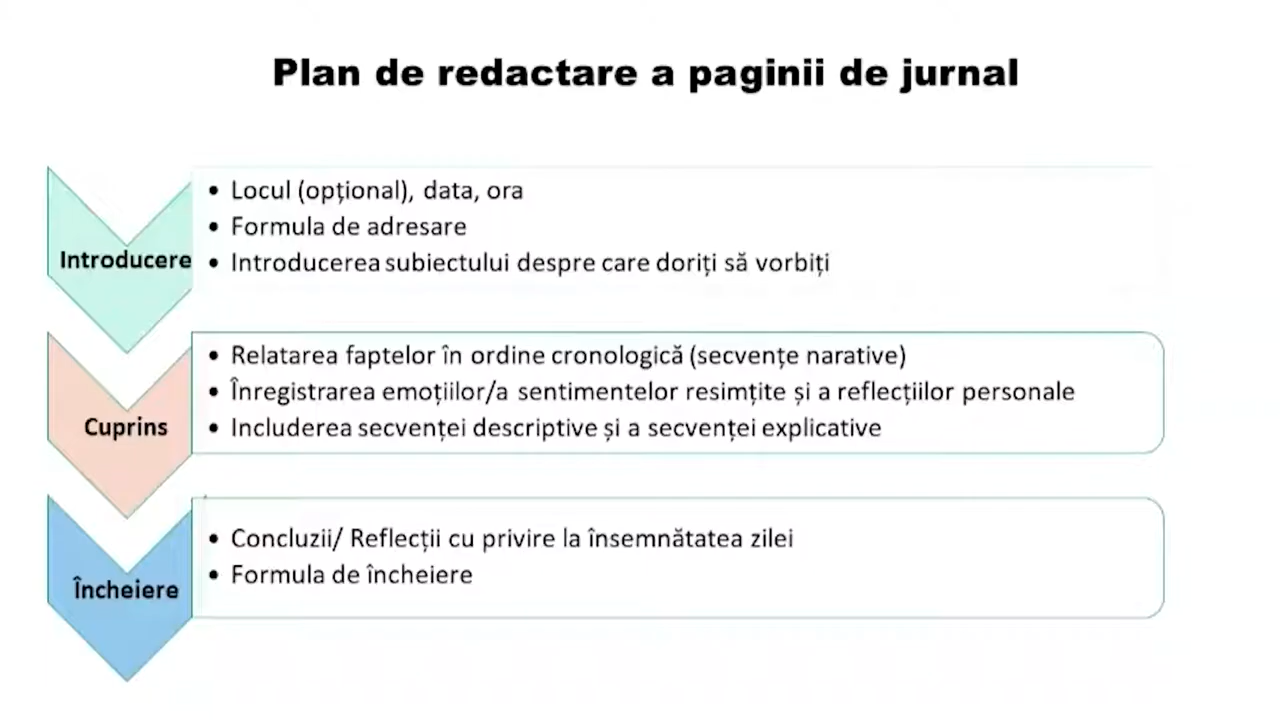 Plan de redactare a paginii de jurnal
Introducere
• Locul (opțional), data, ora
• Formula de adresare
• Introducerea subiectului despre care doriți să vorbiți
Cuprins
• Relatarea faptelor în ordine cronologică (secvențe narative)
• Înregistrarea emoțiilor/a sentimentelor resimțite și a reflecțiilor personale
• Includerea secvenței descriptive și a secvenței explicative
Încheiere
• Concluzii/ Reflecții cu privire la însemnătatea zilei
• Formula de încheiere